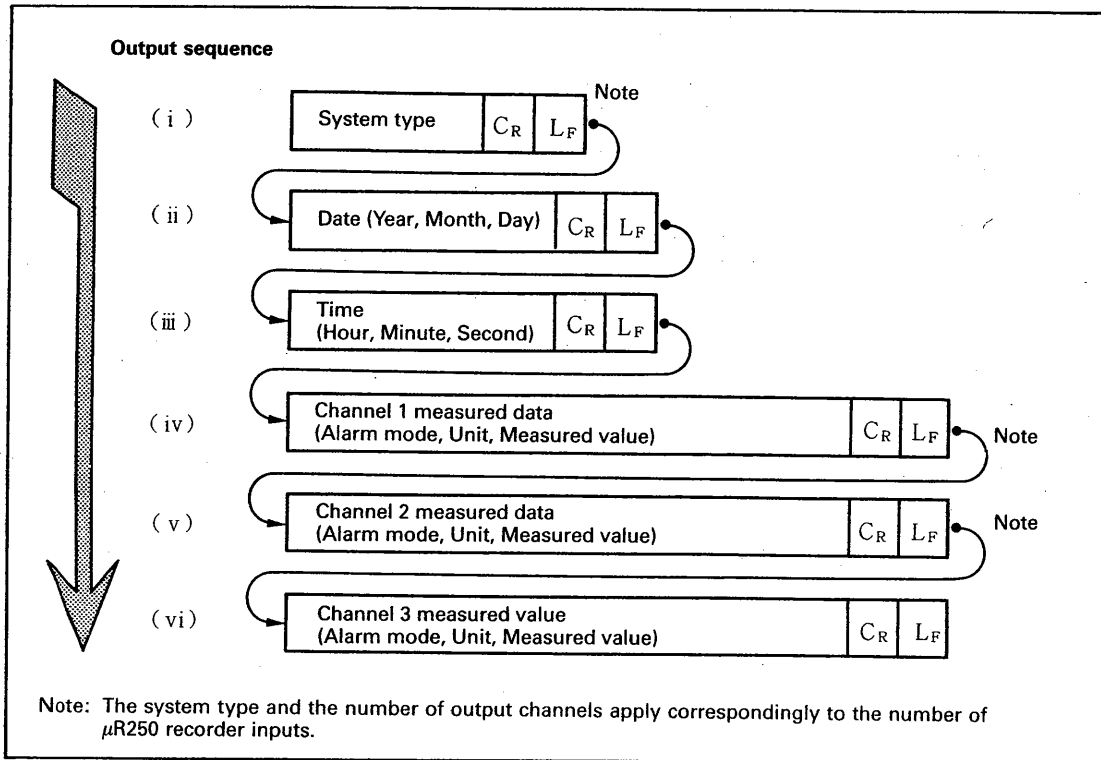 Output sequence
Note
(i) System type CR LF
(ii) Date (Year, Month, Day) CR LF
(iii) Time
(Hour, Minute, Second) CR LF
(iv) Channel 1 measured data
(Alarm mode, Unit, Measured value) CR LF Note
(v) Channel 2 measured data
(Alarm mode, Unit, Measured value) CR LF Note
(vi) Channel 3 measured value
(Alarm mode, Unit, Measured value) CR LF
Note: The system type and the number of output channels apply correspondingly to the number of
μR250 recorder inputs.